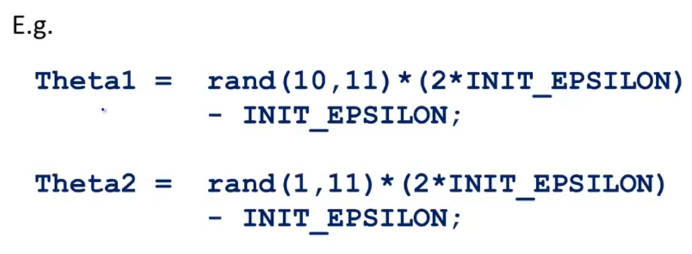 E.g.
Theta1 = rand(10,11)*(2*INIT_EPSILON)
- INIT_EPSILON;
Theta2 = rand(1,11)*(2*INIT_EPSILON)
- INIT_EPSILON;